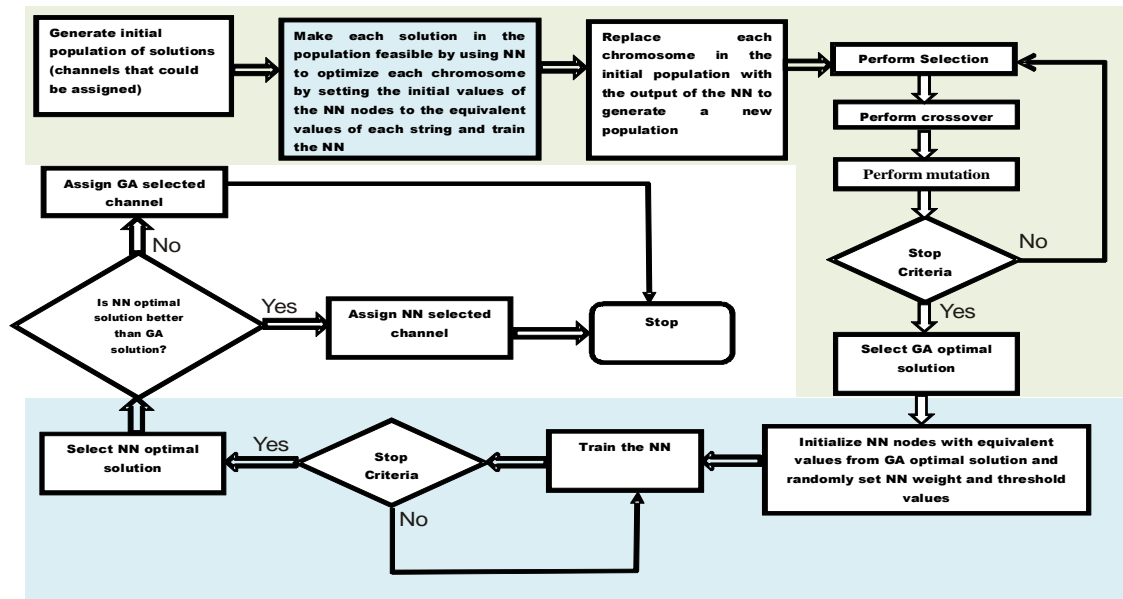 Generate initial
population of solutions
(channels that could
be assigned)
Make each solution in the
population feasible by using NN
to optimize each chromosome
by setting the initial values of
the NN nodes to the equivalent
values of each string and train
the NN
Replace each
chromosome in the
initial population with
the output of the NN to
generate a new
population
Perform Selection
Perform crossover
Perform mutation
Stop
Criteria
No
Yes
Select GA optimal
solution
Initialize NN nodes with equivalent
values from GA optimal solution and
randomly set NN weight and threshold
values
Train the NN
Stop
Criteria
No
Yes
Select NN optimal
solution
Is NN optimal
solution better
than GA
solution?
No
Assign GA selected
channel
Yes
Assign NN selected
channel
Stop